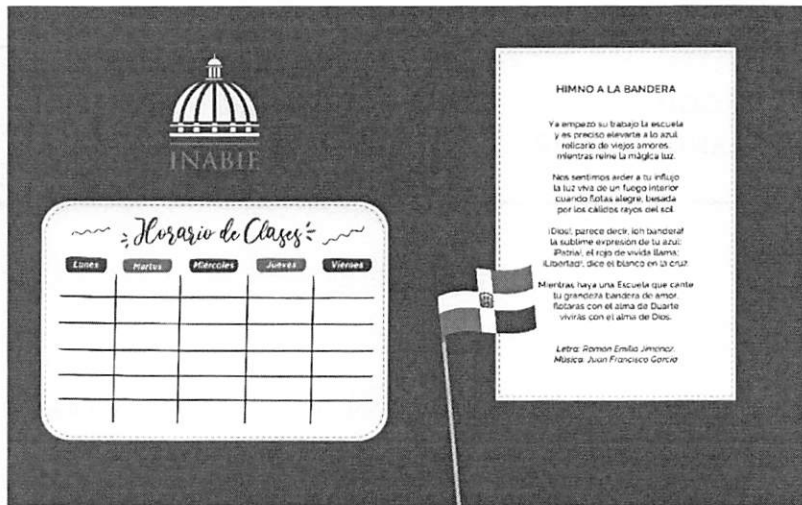 INABIE
Horario de Clases
Lunes Martes Miércoles Jueves Viernes
HIMNO A LA BANDERA
Ya empezó su trabajo la escuela
y es preciso elevarte a lo azul
relicario de viejos amores,
mientras reine la mágica luz.
Nos sentimos arder a tu influjo
la luz viva de un fuego interior
cuando flotas alegre, besada
por los cálidos rayos del sol.
¡Dios!, parece decir, ¡oh bandera!
la sublime expresión de tu azul;
¡Patria!, el rojo de vivida llama;
¡Libertad!, dice el blanco en la cruz.
Mientras haya una Escuela que cante
tu grandeza bandera de amor,
flotaras con el alma de Duarte
vivirás con el alma de Dios.
Letra: Ramón Emilio Jiménez.
Música: Juan Francisco García